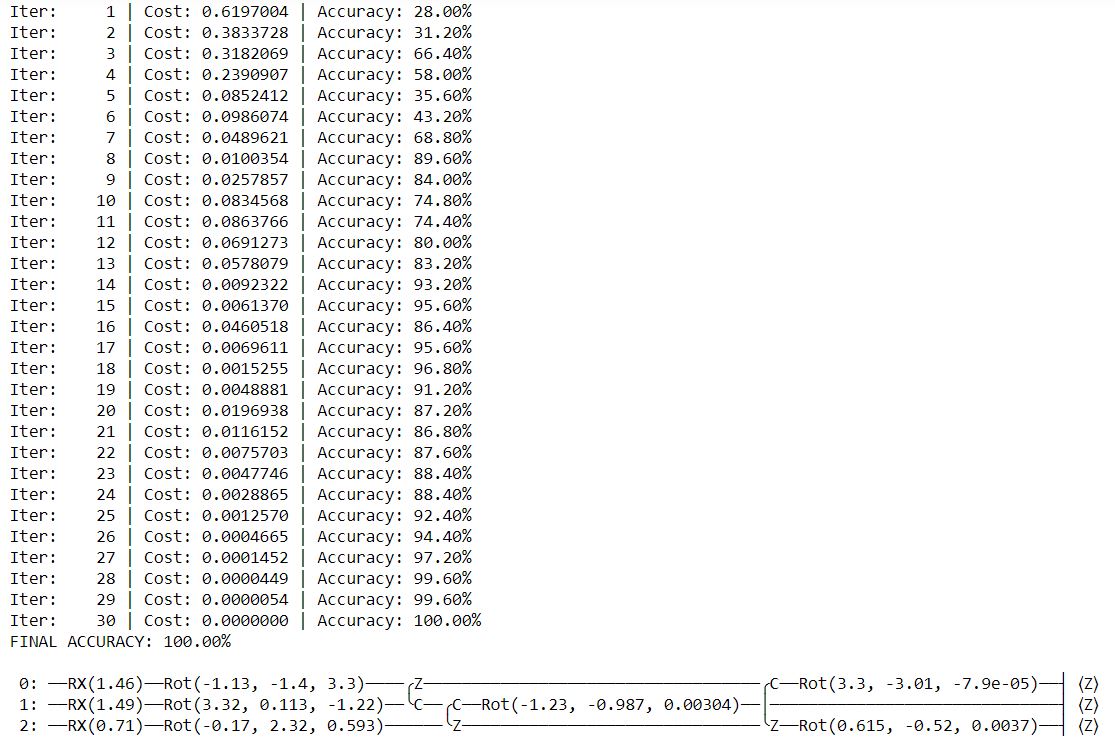 Iter:     1 | Cost: 0.6197004 | Accuracy: 28.00%
Iter:     2 | Cost: 0.3833728 | Accuracy: 31.20%
Iter:     3 | Cost: 0.3182069 | Accuracy: 66.40%
Iter:     4 | Cost: 0.2390907 | Accuracy: 58.00%
Iter:     5 | Cost: 0.0852412 | Accuracy: 35.60%
Iter:     6 | Cost: 0.0986074 | Accuracy: 43.20%
Iter:     7 | Cost: 0.0489621 | Accuracy: 68.80%
Iter:     8 | Cost: 0.0100354 | Accuracy: 89.60%
Iter:     9 | Cost: 0.0257857 | Accuracy: 84.00%
Iter:    10 | Cost: 0.0834568 | Accuracy: 74.80%
Iter:    11 | Cost: 0.0863766 | Accuracy: 74.40%
Iter:    12 | Cost: 0.0691273 | Accuracy: 80.00%
Iter:    13 | Cost: 0.0578079 | Accuracy: 83.20%
Iter:    14 | Cost: 0.0092322 | Accuracy: 93.20%
Iter:    15 | Cost: 0.0061370 | Accuracy: 95.60%
Iter:    16 | Cost: 0.0460518 | Accuracy: 86.40%
Iter:    17 | Cost: 0.0069611 | Accuracy: 95.60%
Iter:    18 | Cost: 0.0015255 | Accuracy: 96.80%
Iter:    19 | Cost: 0.0048881 | Accuracy: 91.20%
Iter:    20 | Cost: 0.0196938 | Accuracy: 87.20%
Iter:    21 | Cost: 0.0116152 | Accuracy: 86.80%
Iter:    22 | Cost: 0.0075703 | Accuracy: 87.60%
Iter:    23 | Cost: 0.0047746 | Accuracy: 88.40%
Iter:    24 | Cost: 0.0028865 | Accuracy: 88.40%
Iter:    25 | Cost: 0.0012570 | Accuracy: 92.40%
Iter:    26 | Cost: 0.0004665 | Accuracy: 94.40%
Iter:    27 | Cost: 0.0001452 | Accuracy: 97.20%
Iter:    28 | Cost: 0.0000449 | Accuracy: 99.60%
Iter:    29 | Cost: 0.0000054 | Accuracy: 99.60%
Iter:    30 | Cost: 0.0000000 | Accuracy: 100.00%
FINAL ACCURACY: 100.00%
0: ──RX(1.46)──Rot(-1.13, -1.4, 3.3)────╭Z──────────────────────────────────╭C──Rot(3.3, -3.01, -7.9e-05)──┤ ⟨Z⟩
1: ──RX(1.49)──Rot(3.32, 0.113, -1.22)──╰C──╭C──Rot(-1.23, -0.987, 0.00304)──│──────────────────────────────┤ ⟨Z⟩
2: ──RX(0.71)──Rot(-0.17, 2.32, 0.593)──────╰Z──────────────────────────────╰Z──Rot(0.615, -0.52, 0.0037)──┤ ⟨Z⟩